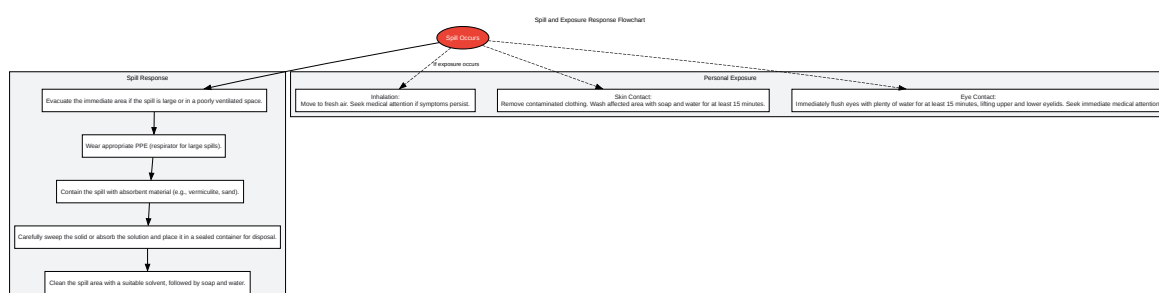 Spill and Exposure Response Flowchart
Spill Occurs
If exposure occurs
Spill Response
Evacuate the immediate area if the spill is large or in a poorly ventilated space.
Wear appropriate PPE (respirator for large spills).
Contain the spill with absorbent material (e.g., vermiculite, sand).
Carefully sweep the solid or absorb the solution and place it in a sealed container for disposal.
Clean the spill area with a suitable solvent, followed by soap and water.
Personal Exposure
Inhalation:
Move to fresh air. Seek medical attention if symptoms persist.
Skin Contact:
Remove contaminated clothing. Wash affected area with soap and water for at least 15 minutes.
Eye Contact:
Immediately flush eyes with plenty of water for at least 15 minutes, lifting upper and lower eyelids. Seek immediate medical attention